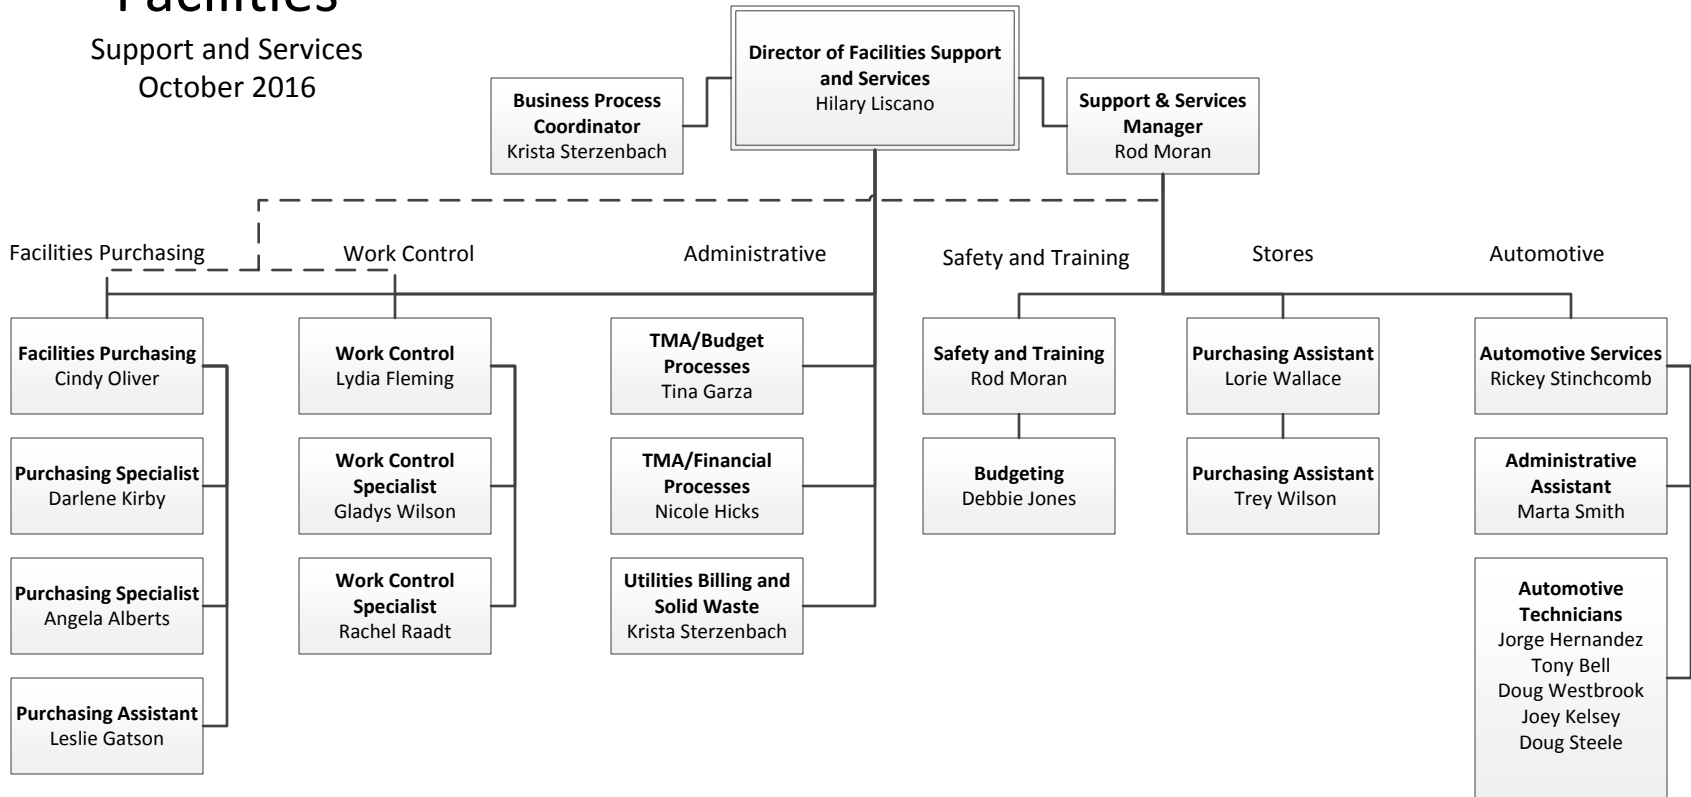 Facilities
Support and Services
October 2016
Director of Facilities Support
and Services
Hilary Liscano
Business Process
Coordinator
Krista Sterzenbach
Support & Services
Manager
Rod Moran
Facilities Purchasing
Work Control
Administrative
Safety and Training
Stores
Automotive
Facilities Purchasing
Cindy Oliver
Purchasing Specialist
Darlene Kirby
Purchasing Specialist
Angela Alberts
Purchasing Assistant
Leslie Gatson
Work Control
Lydia Fleming
Work Control
Specialist
Gladys Wilson
Work Control
Specialist
Rachel Raadt
TMA/Budget
Processes
Tina Garza
TMA/Financial
Processes
Nicole Hicks
Utilities Billing and
Solid Waste
Krista Sterzenbach
Safety and Training
Rod Moran
Budgeting
Debbie Jones
Purchasing Assistant
Lorie Wallace
Purchasing Assistant
Trey Wilson
Automotive Services
Rickey Stinchcomb
Administrative
Assistant
Marta Smith
Automotive
Technicians
Jorge Hernandez
Tony Bell
Doug Westbrook
Joey Kelsey
Doug Steele